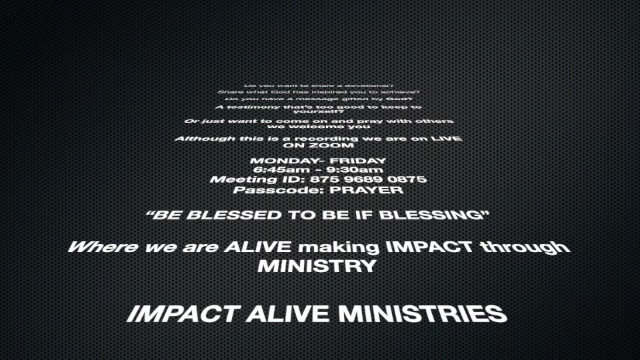 Do you want to share a devotional?
Share what God has inspired you to achieve?
Do you have a message gifted by God?
A testimony that's too good to keep to
yourself?
Or just want to come on and pray with others
we welcome you
Although this is a recording we are on LIVE
ON ZOOM
MONDAY- FRIDAY
6:45am - 9:30am
Meeting ID: 875 9689 0875
Passcode: PRAYER
“BE BLESSED TO BE IF BLESSING”
Where we are ALIVE making IMPACT through
MINISTRY
IMPACT ALIVE MINISTRIES